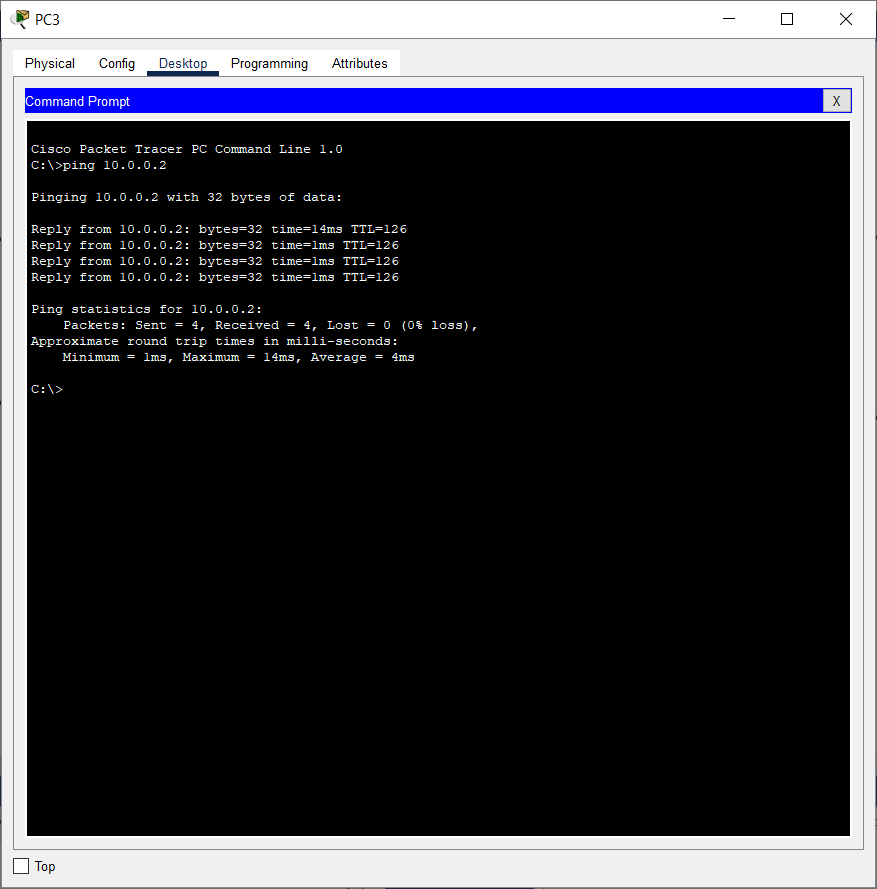 PC3
Physical Config Desktop Programming Attributes
Command Prompt X
Cisco Packet Tracer PC Command Line 1.0
C:\>ping 10.0.0.2
Pinging 10.0.0.2 with 32 bytes of data:
Reply from 10.0.0.2: bytes=32 time=14ms TTL=126
Reply from 10.0.0.2: bytes=32 time=1ms TTL=126
Reply from 10.0.0.2: bytes=32 time=1ms TTL=126
Reply from 10.0.0.2: bytes=32 time=1ms TTL=126
Ping statistics for 10.0.0.2:
    Packets: Sent = 4, Received = 4, Lost = 0 (0% loss),
Approximate round trip times in milli-seconds:
    Minimum = 1ms, Maximum = 14ms, Average = 4ms
C:\>
Top